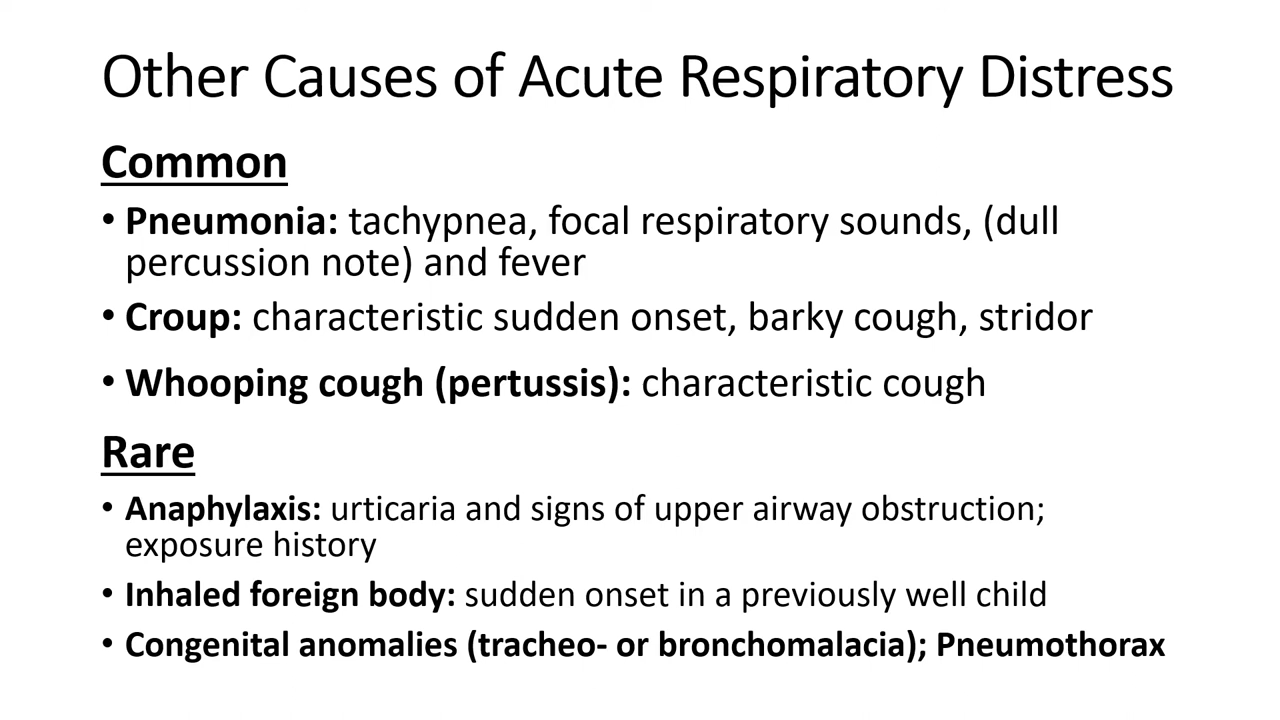 Other Causes of Acute Respiratory Distress
Common
• Pneumonia: tachypnea, focal respiratory sounds, (dull
percussion note) and fever
• Croup: characteristic sudden onset, barky cough, stridor
• Whooping cough (pertussis): characteristic cough
Rare
• Anaphylaxis: urticaria and signs of upper airway obstruction;
exposure history
• Inhaled foreign body: sudden onset in a previously well child
• Congenital anomalies (tracheo- or bronchomalacia); Pneumothorax